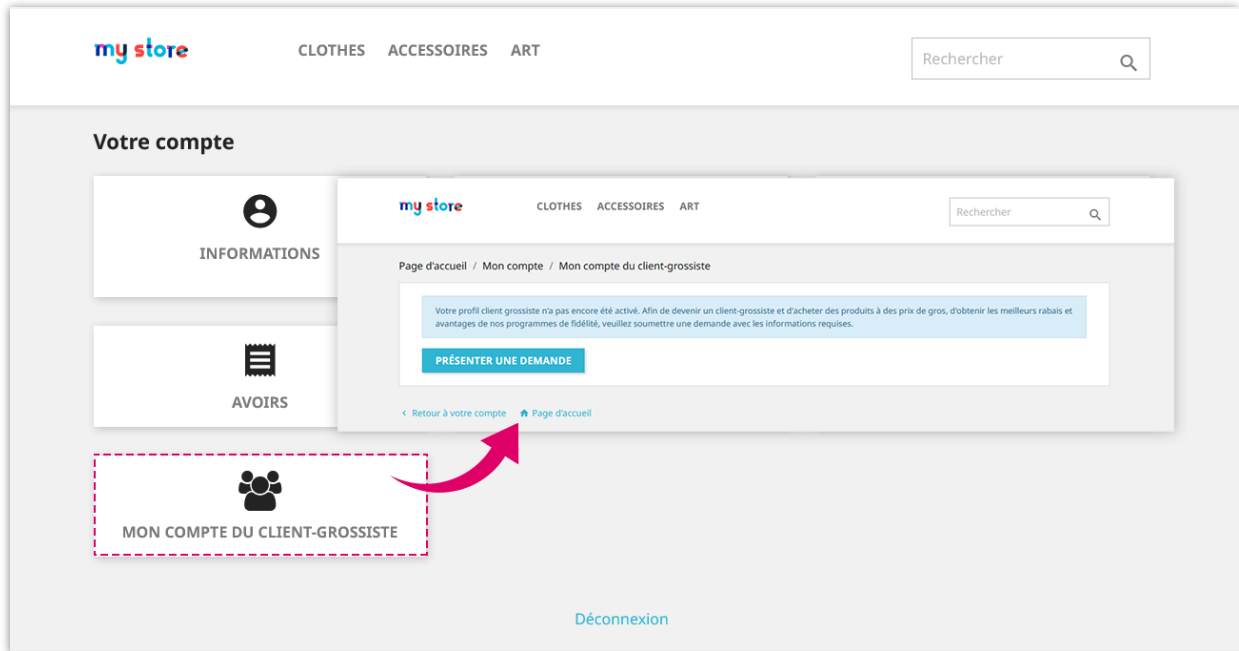 my store
CLOTHES ACCESSOIRES ART
Rechercher
Votre compte
INFORMATIONS
AVOIRS
MON COMPTE DU CLIENT-GROSSISTE
my store
CLOTHES ACCESSOIRES ART
Rechercher
Page d'accueil / Mon compte / Mon compte du client-grossiste
Votre profil client grossiste n'a pas encore été activé. Afin de devenir un client-grossiste et d'acheter des produits à des prix de gros, d'obtenir les meilleurs rabais et
avantages de nos programmes de fidélité, veuillez soumettre une demande avec les informations requises.
PRÉSENTER UNE DEMANDE
Retour à votre compte Page d'accueil
Déconnexion